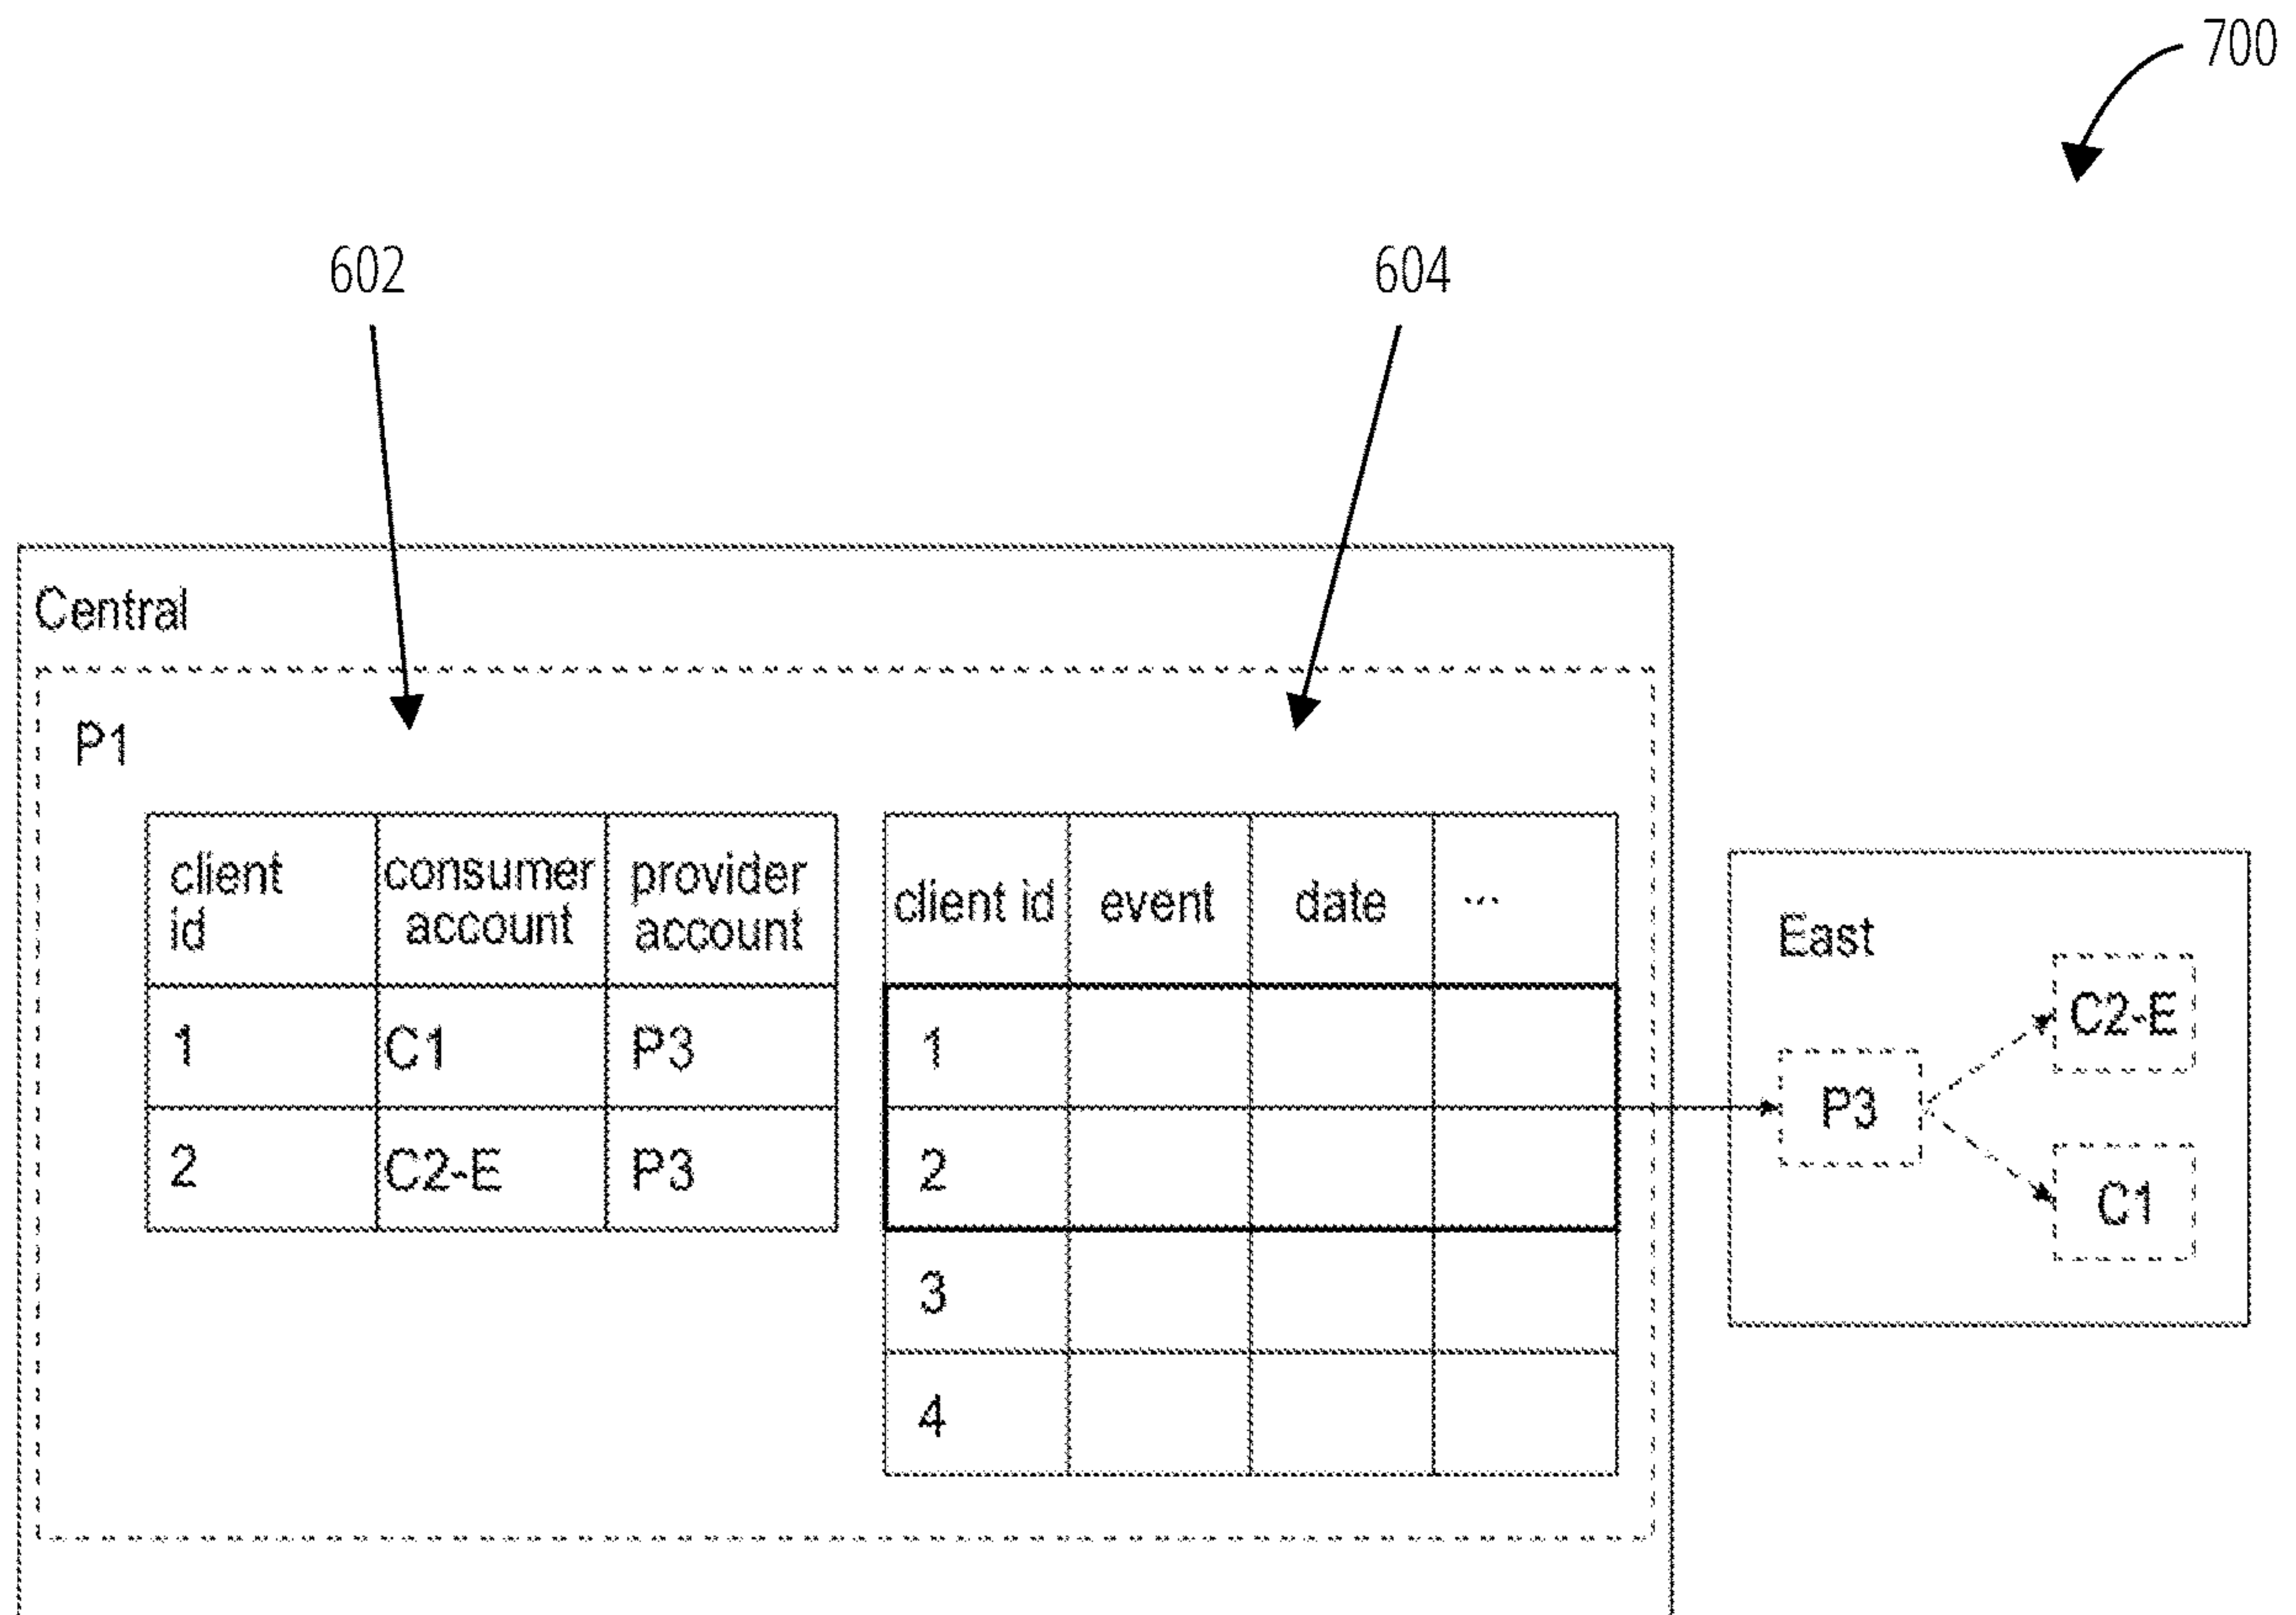 700
602
604
Central
P1
client id
consumer account
provider account
1
C1
P3
2
C2-E
P3
client id
event
date
...
1
2
3
4
East
C2-E
P3
C1